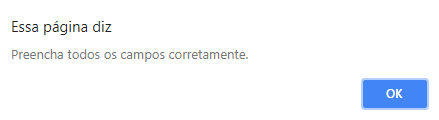 Essa página diz
Preencha todos os campos corretamente.
OK